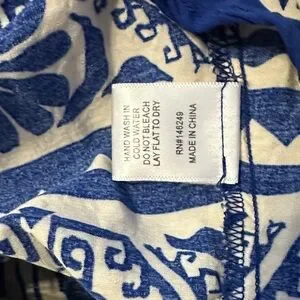 HAND WASH IN
COLD WATER
DO NOT BLEACH
LAY FLAT TO DRY
RN#146249
MADE IN CHINA